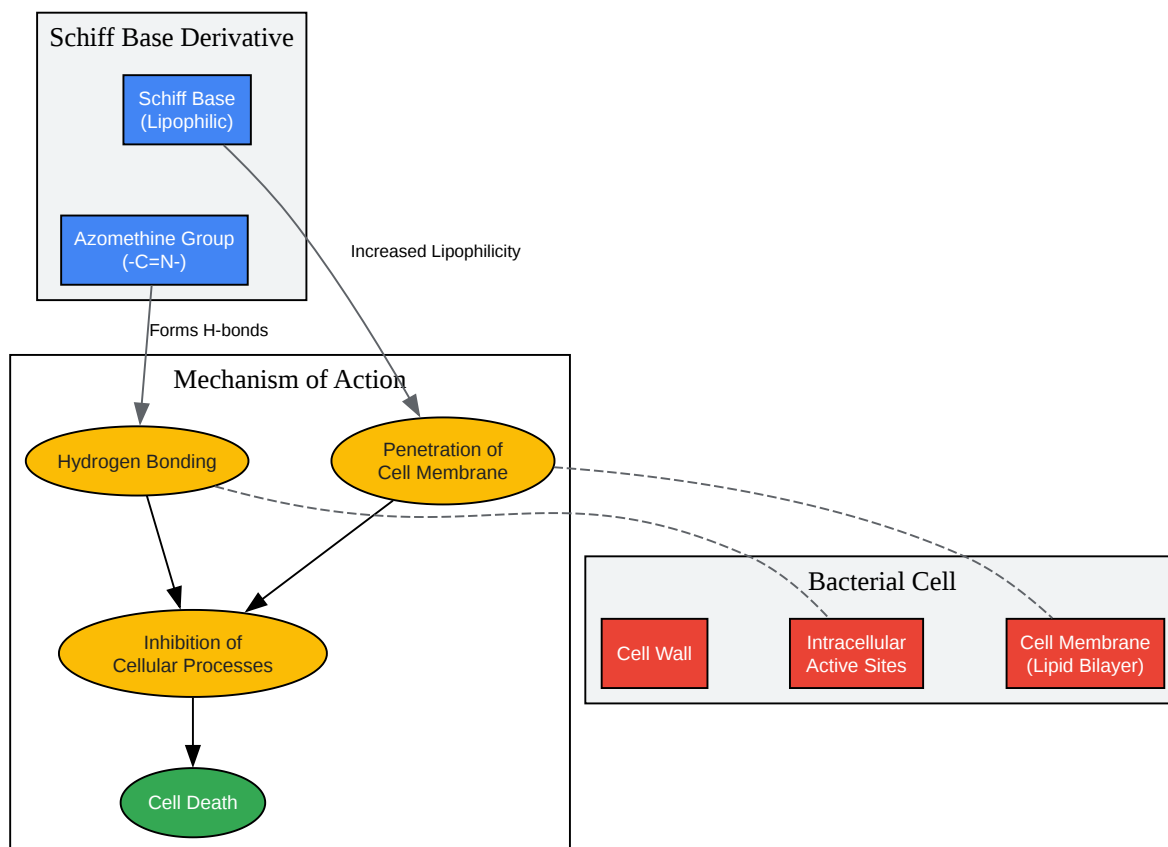 Schiff Base Derivative
Schiff Base
(Lipophilic)
Azomethine Group
(-C=N-)
Increased Lipophilicity
Forms H-bonds
Mechanism of Action
Hydrogen Bonding
Penetration of
Cell Membrane
Inhibition of
Cellular Processes
Cell Death
Bacterial Cell
Cell Wall
Intracellular
Active Sites
Cell Membrane
(Lipid Bilayer)